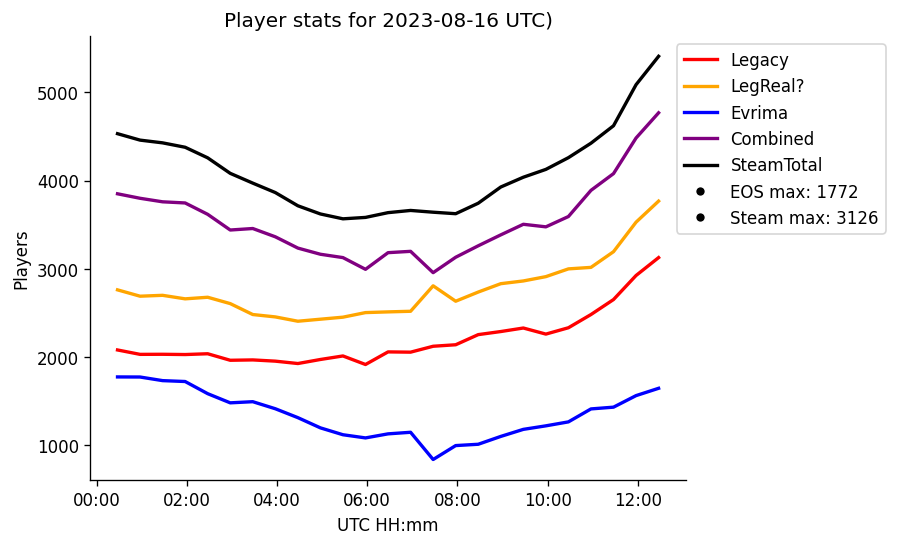 Player stats for 2023-08-16 UTC)
Players
5000
4000
3000
2000
1000
00:00 02:00 04:00 06:00 08:00 10:00 12:00
UTC HH:mm
Legacy
LegReal?
Evrima
Combined
SteamTotal
EOS max: 1772
Steam max: 3126